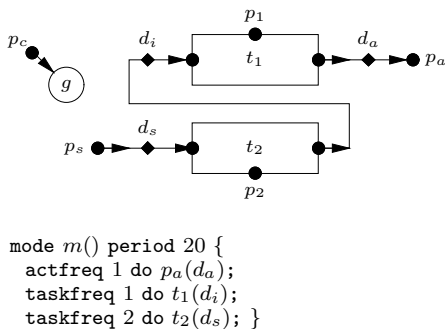 p_c
g
d_i
p_1
t_1
d_a
p_a
p_s
d_s
t_2
p_2
mode m() period 20 {
actfreq 1 do p_a(d_a);
taskfreq 1 do t_1(d_i);
taskfreq 2 do t_2(d_s); }